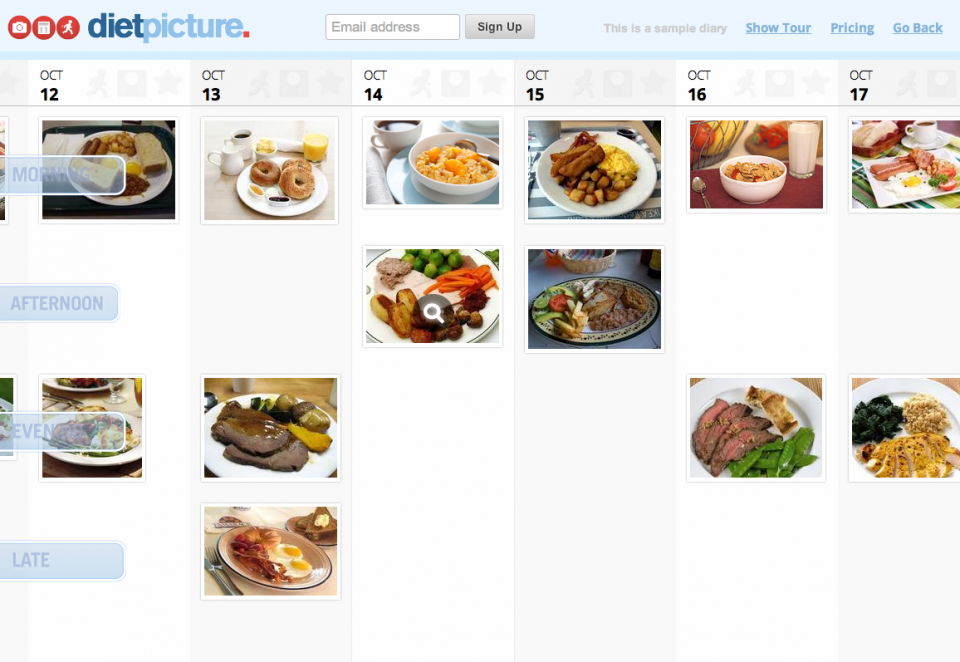 dietpicture.
Email address
Sign Up
This is a sample diary
Show Tour
Pricing
Go Back
OCT
12
OCT
13
OCT
14
OCT
15
OCT
16
OCT
17
MORNING
AFTERNOON
EVENING
LATE